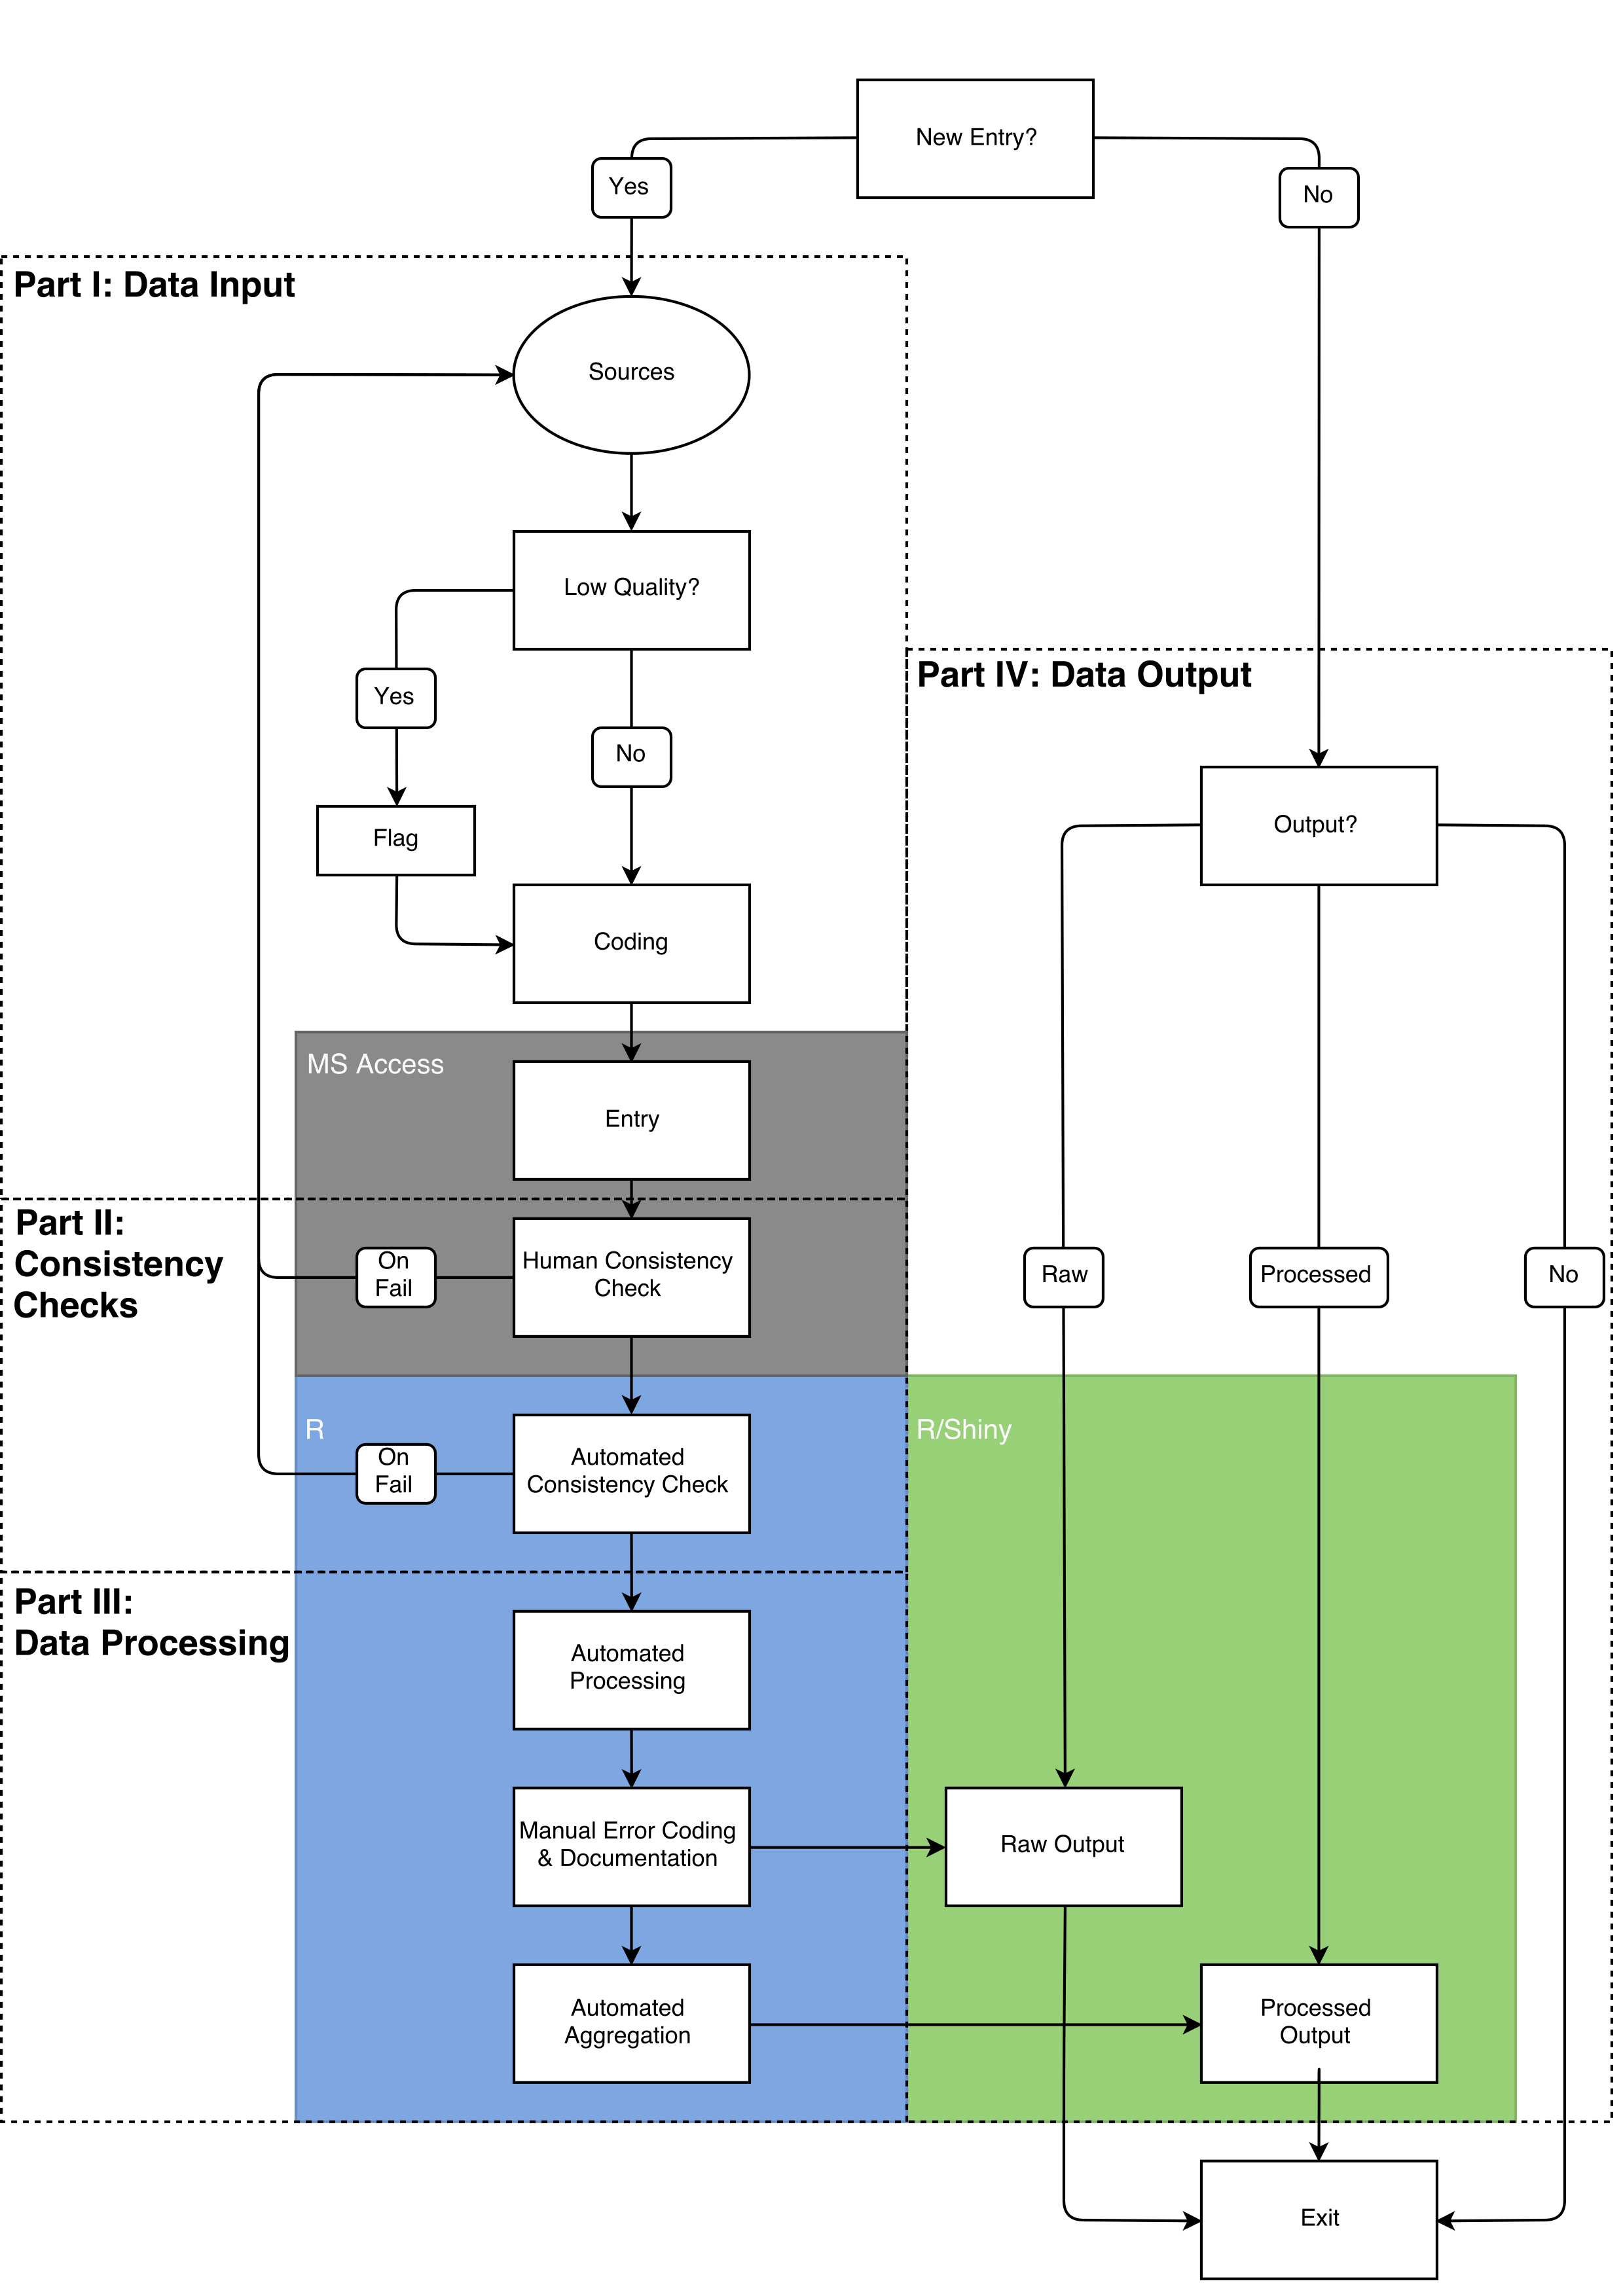 New Entry?
Yes
No
Part I: Data Input
Sources
Low Quality?
Yes
No
Flag
Coding
MS Access
Entry
Part II:
Consistency
Checks
On
Fail
Human Consistency
Check
R
On
Fail
Automated
Consistency Check
Part III:
Data Processing
Automated
Processing
Manual Error Coding
& Documentation
Automated
Aggregation
Part IV: Data Output
Output?
Raw
Processed
No
R/Shiny
Raw Output
Processed
Output
Exit